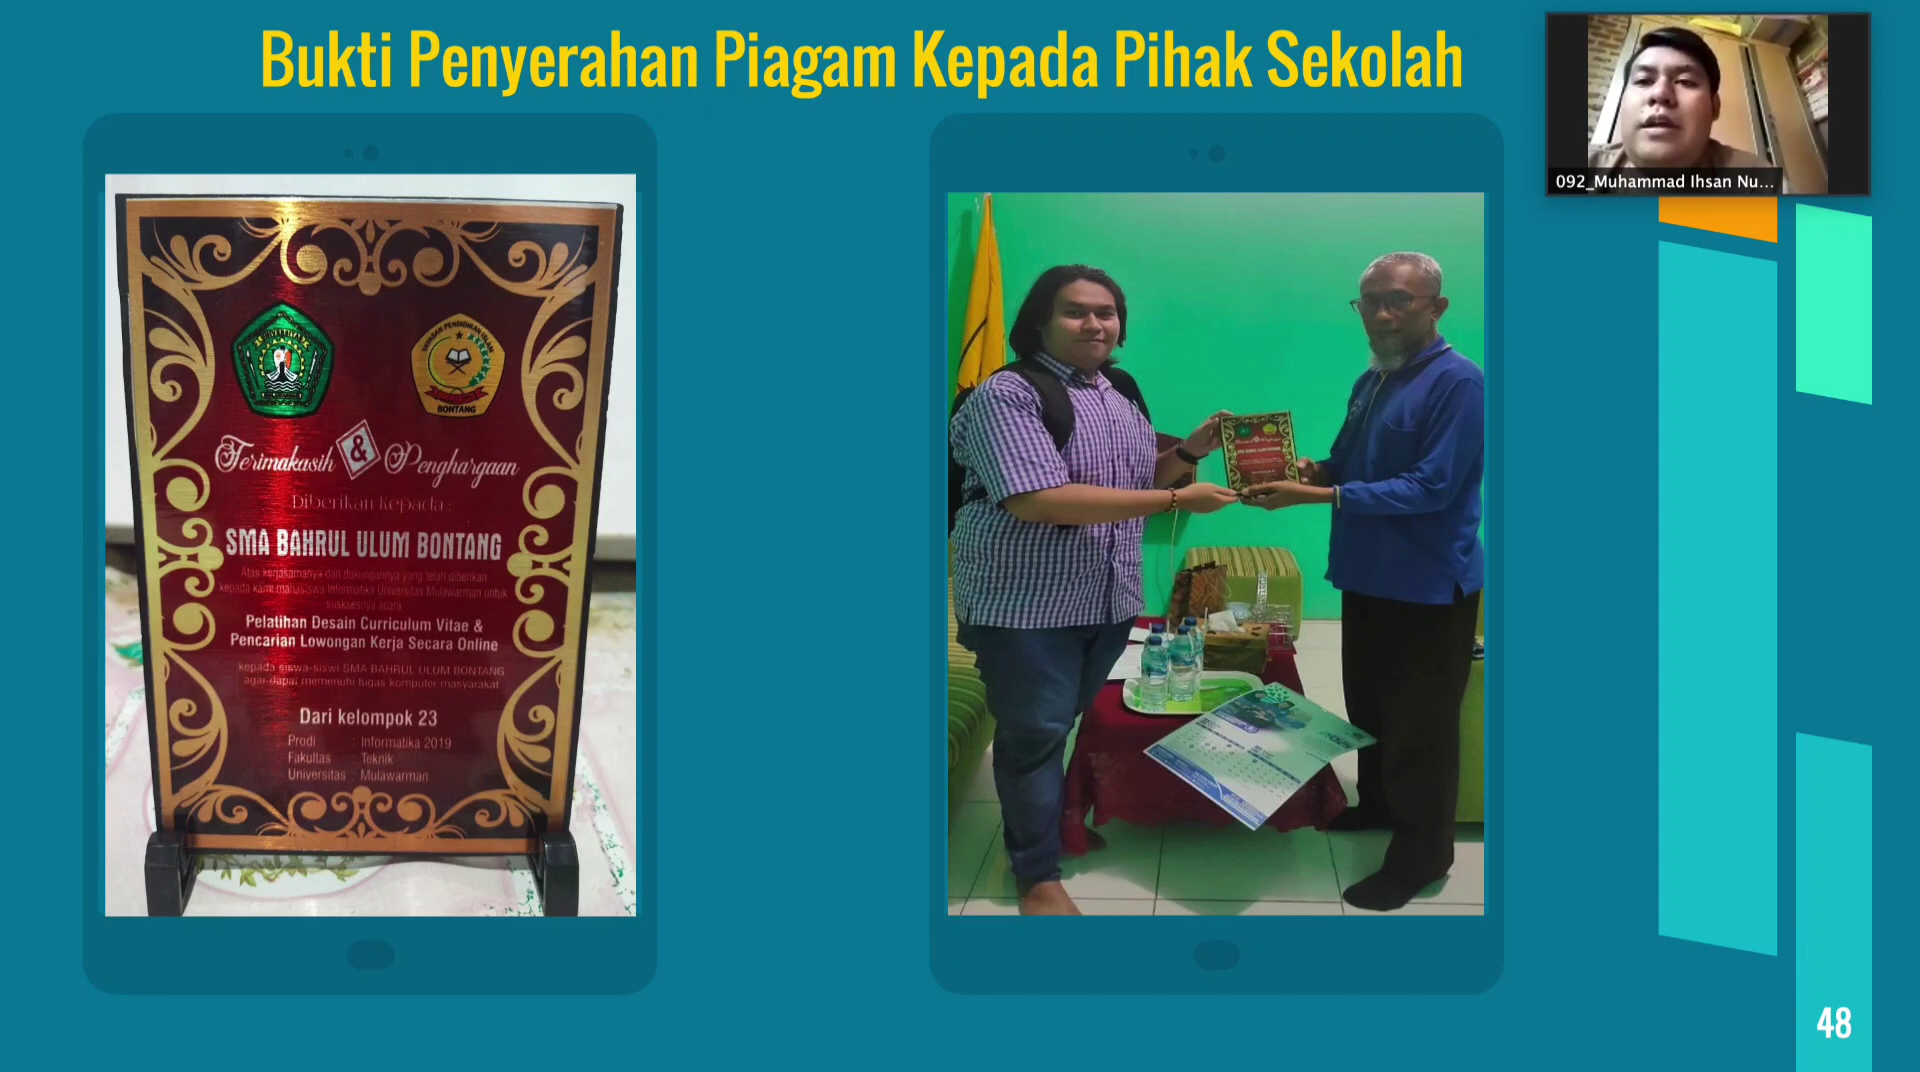 Bukti Penyerahan Piagam Kepada Pihak Sekolah
092_Muhammad Ihsan Nu...
YAYASAN PENDIDIKAN ISLAM
BONTANG
Terimakasih & Penghargaan
Diberikan Kepada :
SMA BAHRUL ULUM BONTANG
Atas kerjasamanya dan dukungannya yang telah diberikan
kepada kami mahasiswa Informatika Universitas Mulawarman untuk
suksesnya acara
Pelatihan Desain Curriculum Vitae &
Pencarian Lowongan Kerja Secara Online
kepada siswa-siswi SMA BAHRUL ULUM BONTANG
agar dapat memenuhi tugas komputer masyarakat
Dari kelompok 23
Prodi : Informatika 2019
Fakultas : Teknik
Universitas : Mulawarman
48